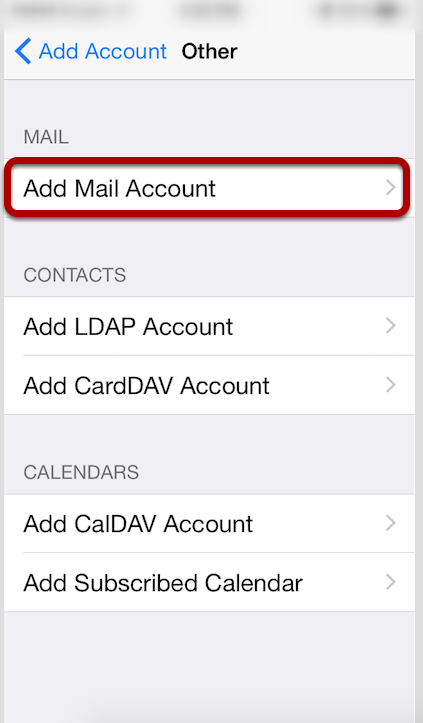 Add Account Other
MAIL
Add Mail Account
CONTACTS
Add LDAP Account
Add CardDAV Account
CALENDARS
Add CalDAV Account
Add Subscribed Calendar